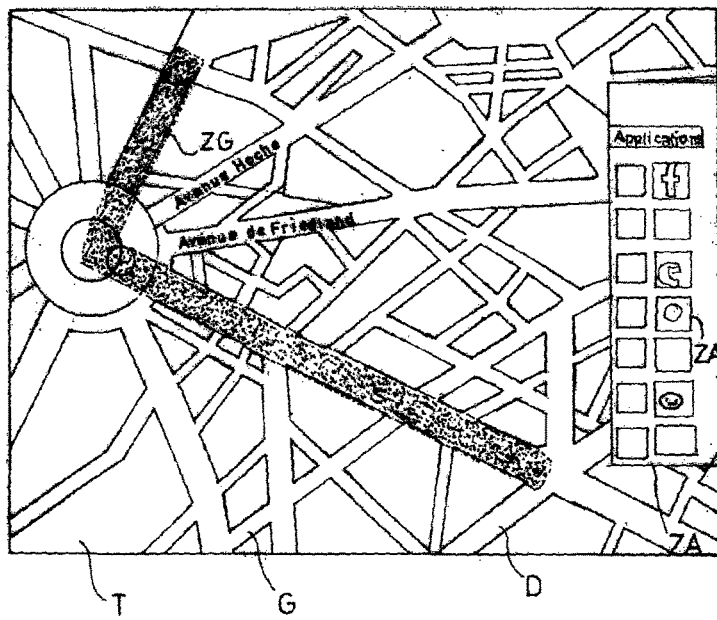 Applications
ZG
Avenue Hoche
Avenue de Friedland
f
e
ZA
ZA
T
G
D